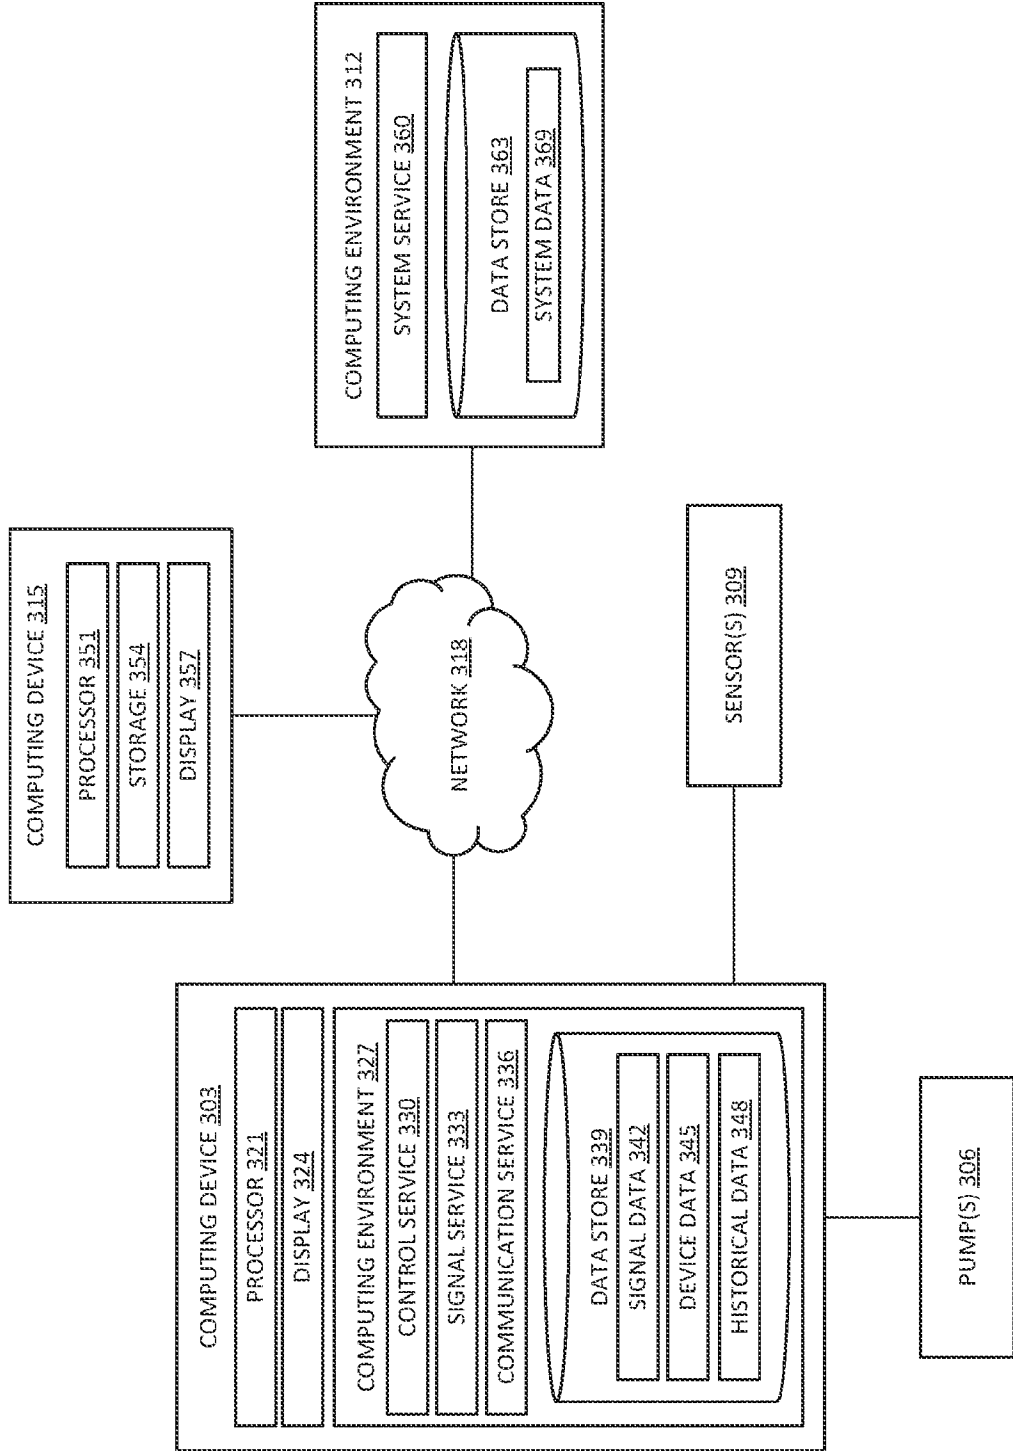 COMPUTING DEVICE 303
PROCESSOR 321
DISPLAY 324
COMPUTING ENVIRONMENT 327
CONTROL SERVICE 330
SIGNAL SERVICE 333
COMMUNICATION SERVICE 336
DATA STORE 339
SIGNAL DATA 342
DEVICE DATA 345
HISTORICAL DATA 348
PUMP(S) 306
COMPUTING DEVICE 315
PROCESSOR 351
STORAGE 354
DISPLAY 357
NETWORK 318
SENSOR(S) 309
COMPUTING ENVIRONMENT 312
SYSTEM SERVICE 360
DATA STORE 363
SYSTEM DATA 369